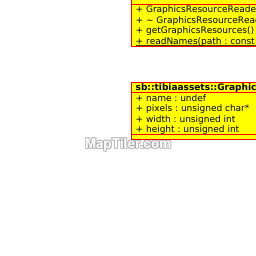 + GraphicsResourceReade
+ ~ GraphicsResourceRea
+ getGraphicsResources()
+ readNames(path : const
sb::tibiaassets::Graphic
+ name : undef
+ pixels : unsigned char*
+ width : unsigned int
+ height : unsigned int
MapTiler.com